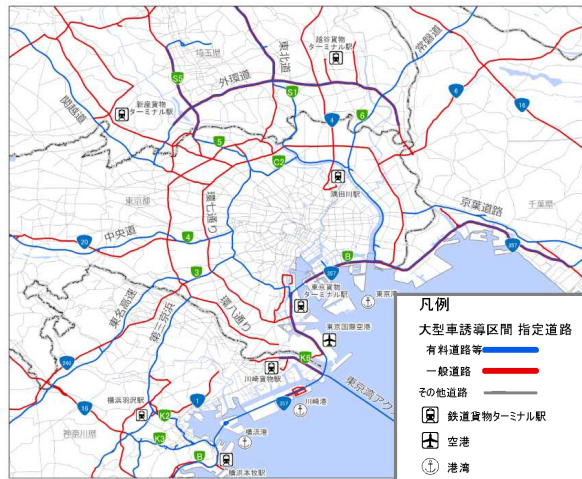 埼玉県
東北道
越谷貨物
ターミナル駅
常磐道
外環道
S5
S1
新座貨物
ターミナル駅
関越道
4
6
6
16
5
C2
隅田川駅
東京都
環七通り
京葉道路
千葉県
中央道
20
4
357
3
B
357
東京貨物
ターミナル駅
東京港
東名高速
第三京浜
環八通り
東京国際空港
246
K6
川崎貨物駅
東京湾アク
横浜羽沢駅
16
1
K2
357
川崎港
神奈川県
K3
横浜港
B
横浜本牧駅
凡例
大型車誘導区間 指定道路
有料道路等
一般道路
その他道路
鉄道貨物ターミナル駅
空港
港湾